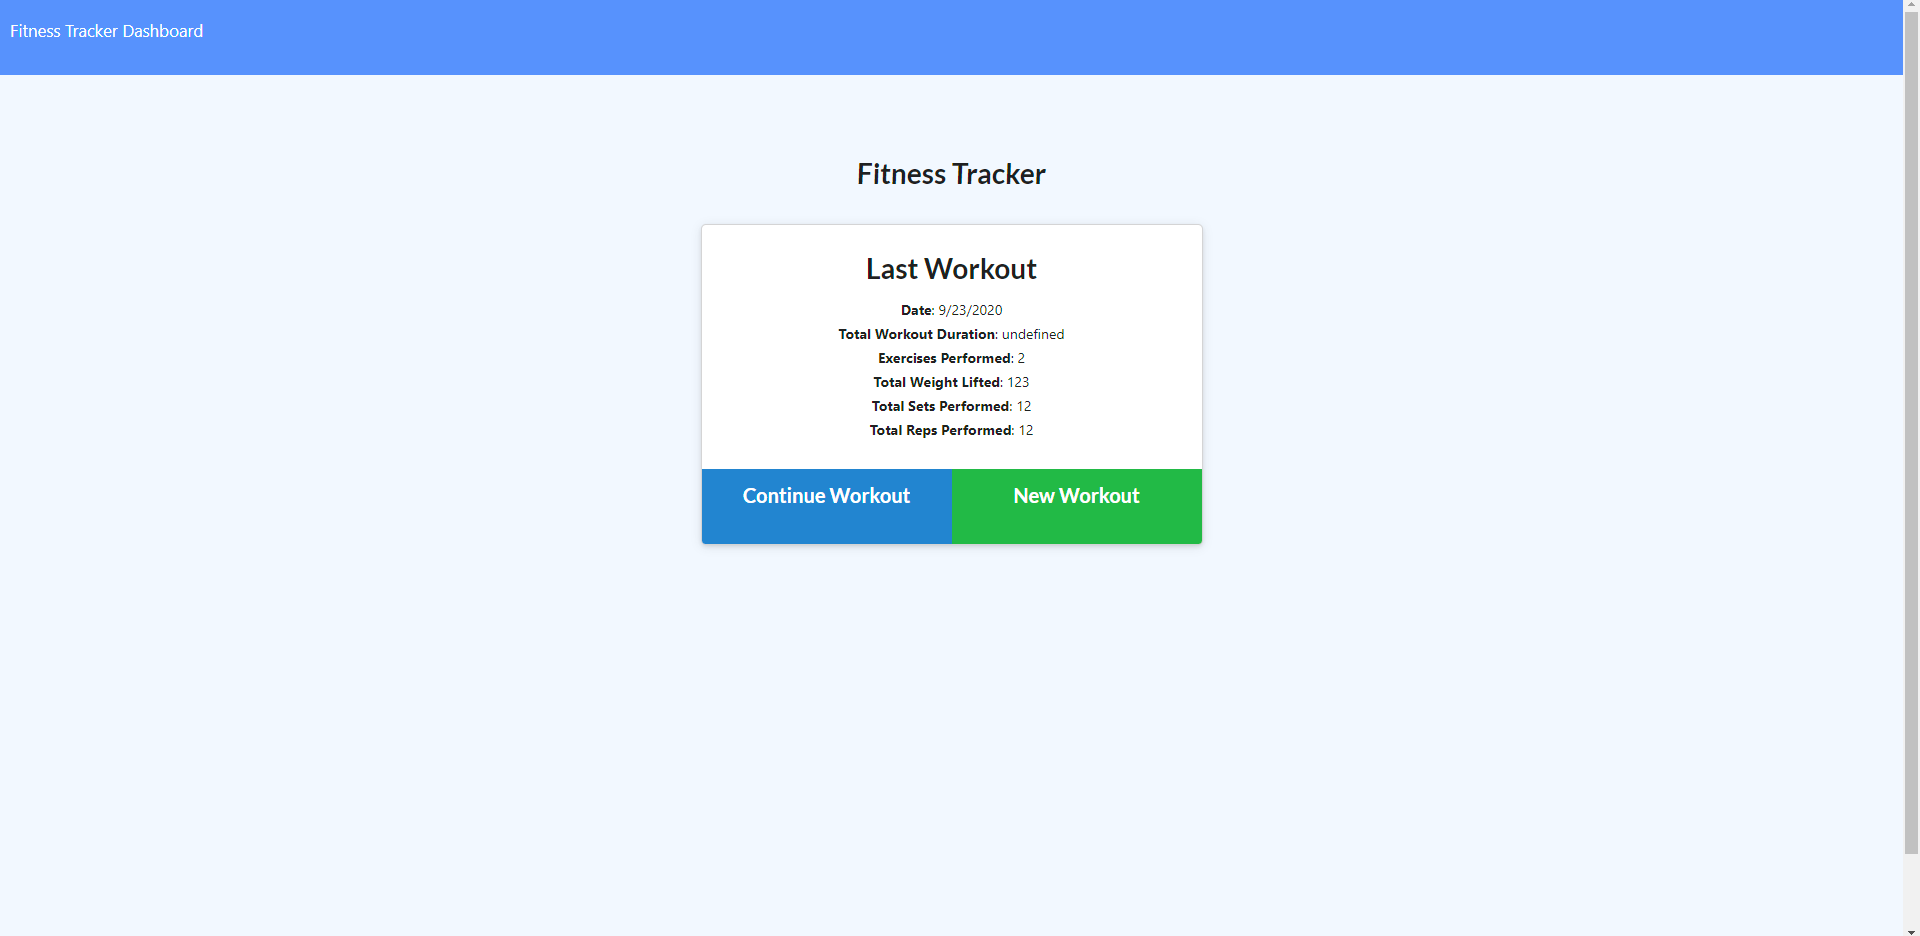 Fitness Tracker Dashboard
Fitness Tracker
Last Workout
Date: 9/23/2020
Total Workout Duration: undefined
Exercises Performed: 2
Total Weight Lifted: 123
Total Sets Performed: 12
Total Reps Performed: 12
Continue Workout New Workout